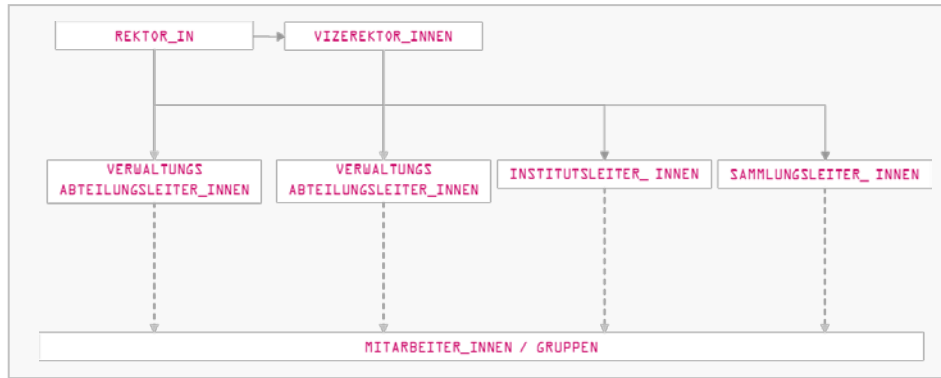 REKTOR_IN
VIZEREKTOR_INNEN
VERWALTUNGS
ABTEILUNGSLEITER_INNEN
VERWALTUNGS
ABTEILUNGSLEITER_INNEN
INSTITUTSLEITER_ INNEN
SAMMLUNGSLEITER_ INNEN
MITARBEITER_INNEN / GRUPPEN